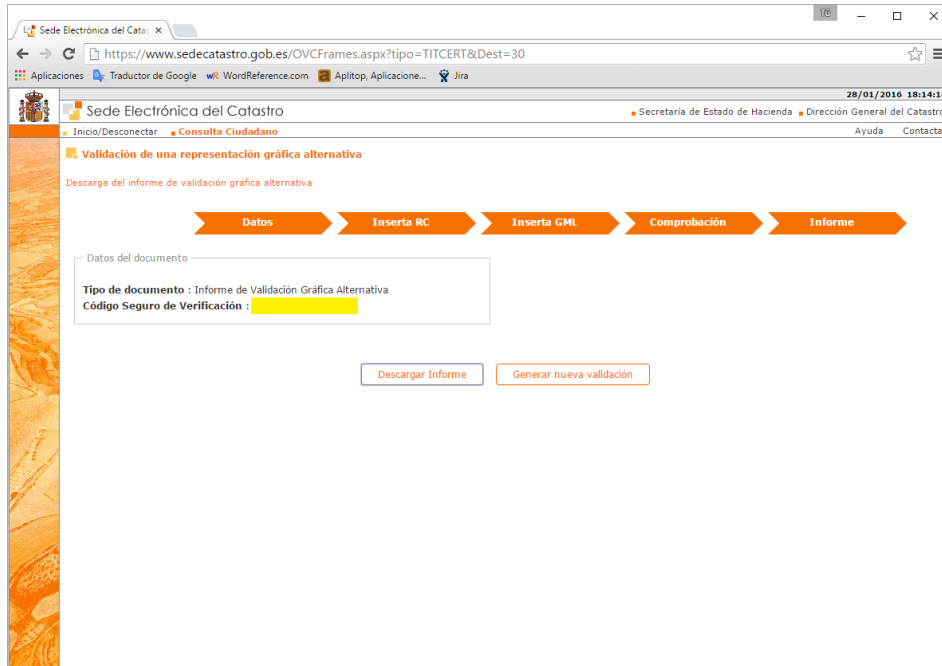 TÜ
Sede Electrónica del Cata
https://www.sedecatastro.gob.es/OVCFrames.aspx?tipo=TITCERT&Dest=30
Aplicaciones Traductor de Google WR WordReference.com Aplitop, Aplicacione... Jira
28/01/2016 18:14:1
Sede Electrónica del Catastro Secretaría de Estado de Hacienda Dirección General del Catastro
Inicio/Desconectar Consulta Ciudadano Ayuda Contacta
Validación de una representación gráfica alternativa
Descarga del informe de validación gráfica alternativa
Datos Inserta RC Inserta GML Comprobación Informe
Datos del documento
Tipo de documento : Informe de Validación Gráfica Alternativa
Código Seguro de Verificación :
Descargar Informe Generar nueva validación